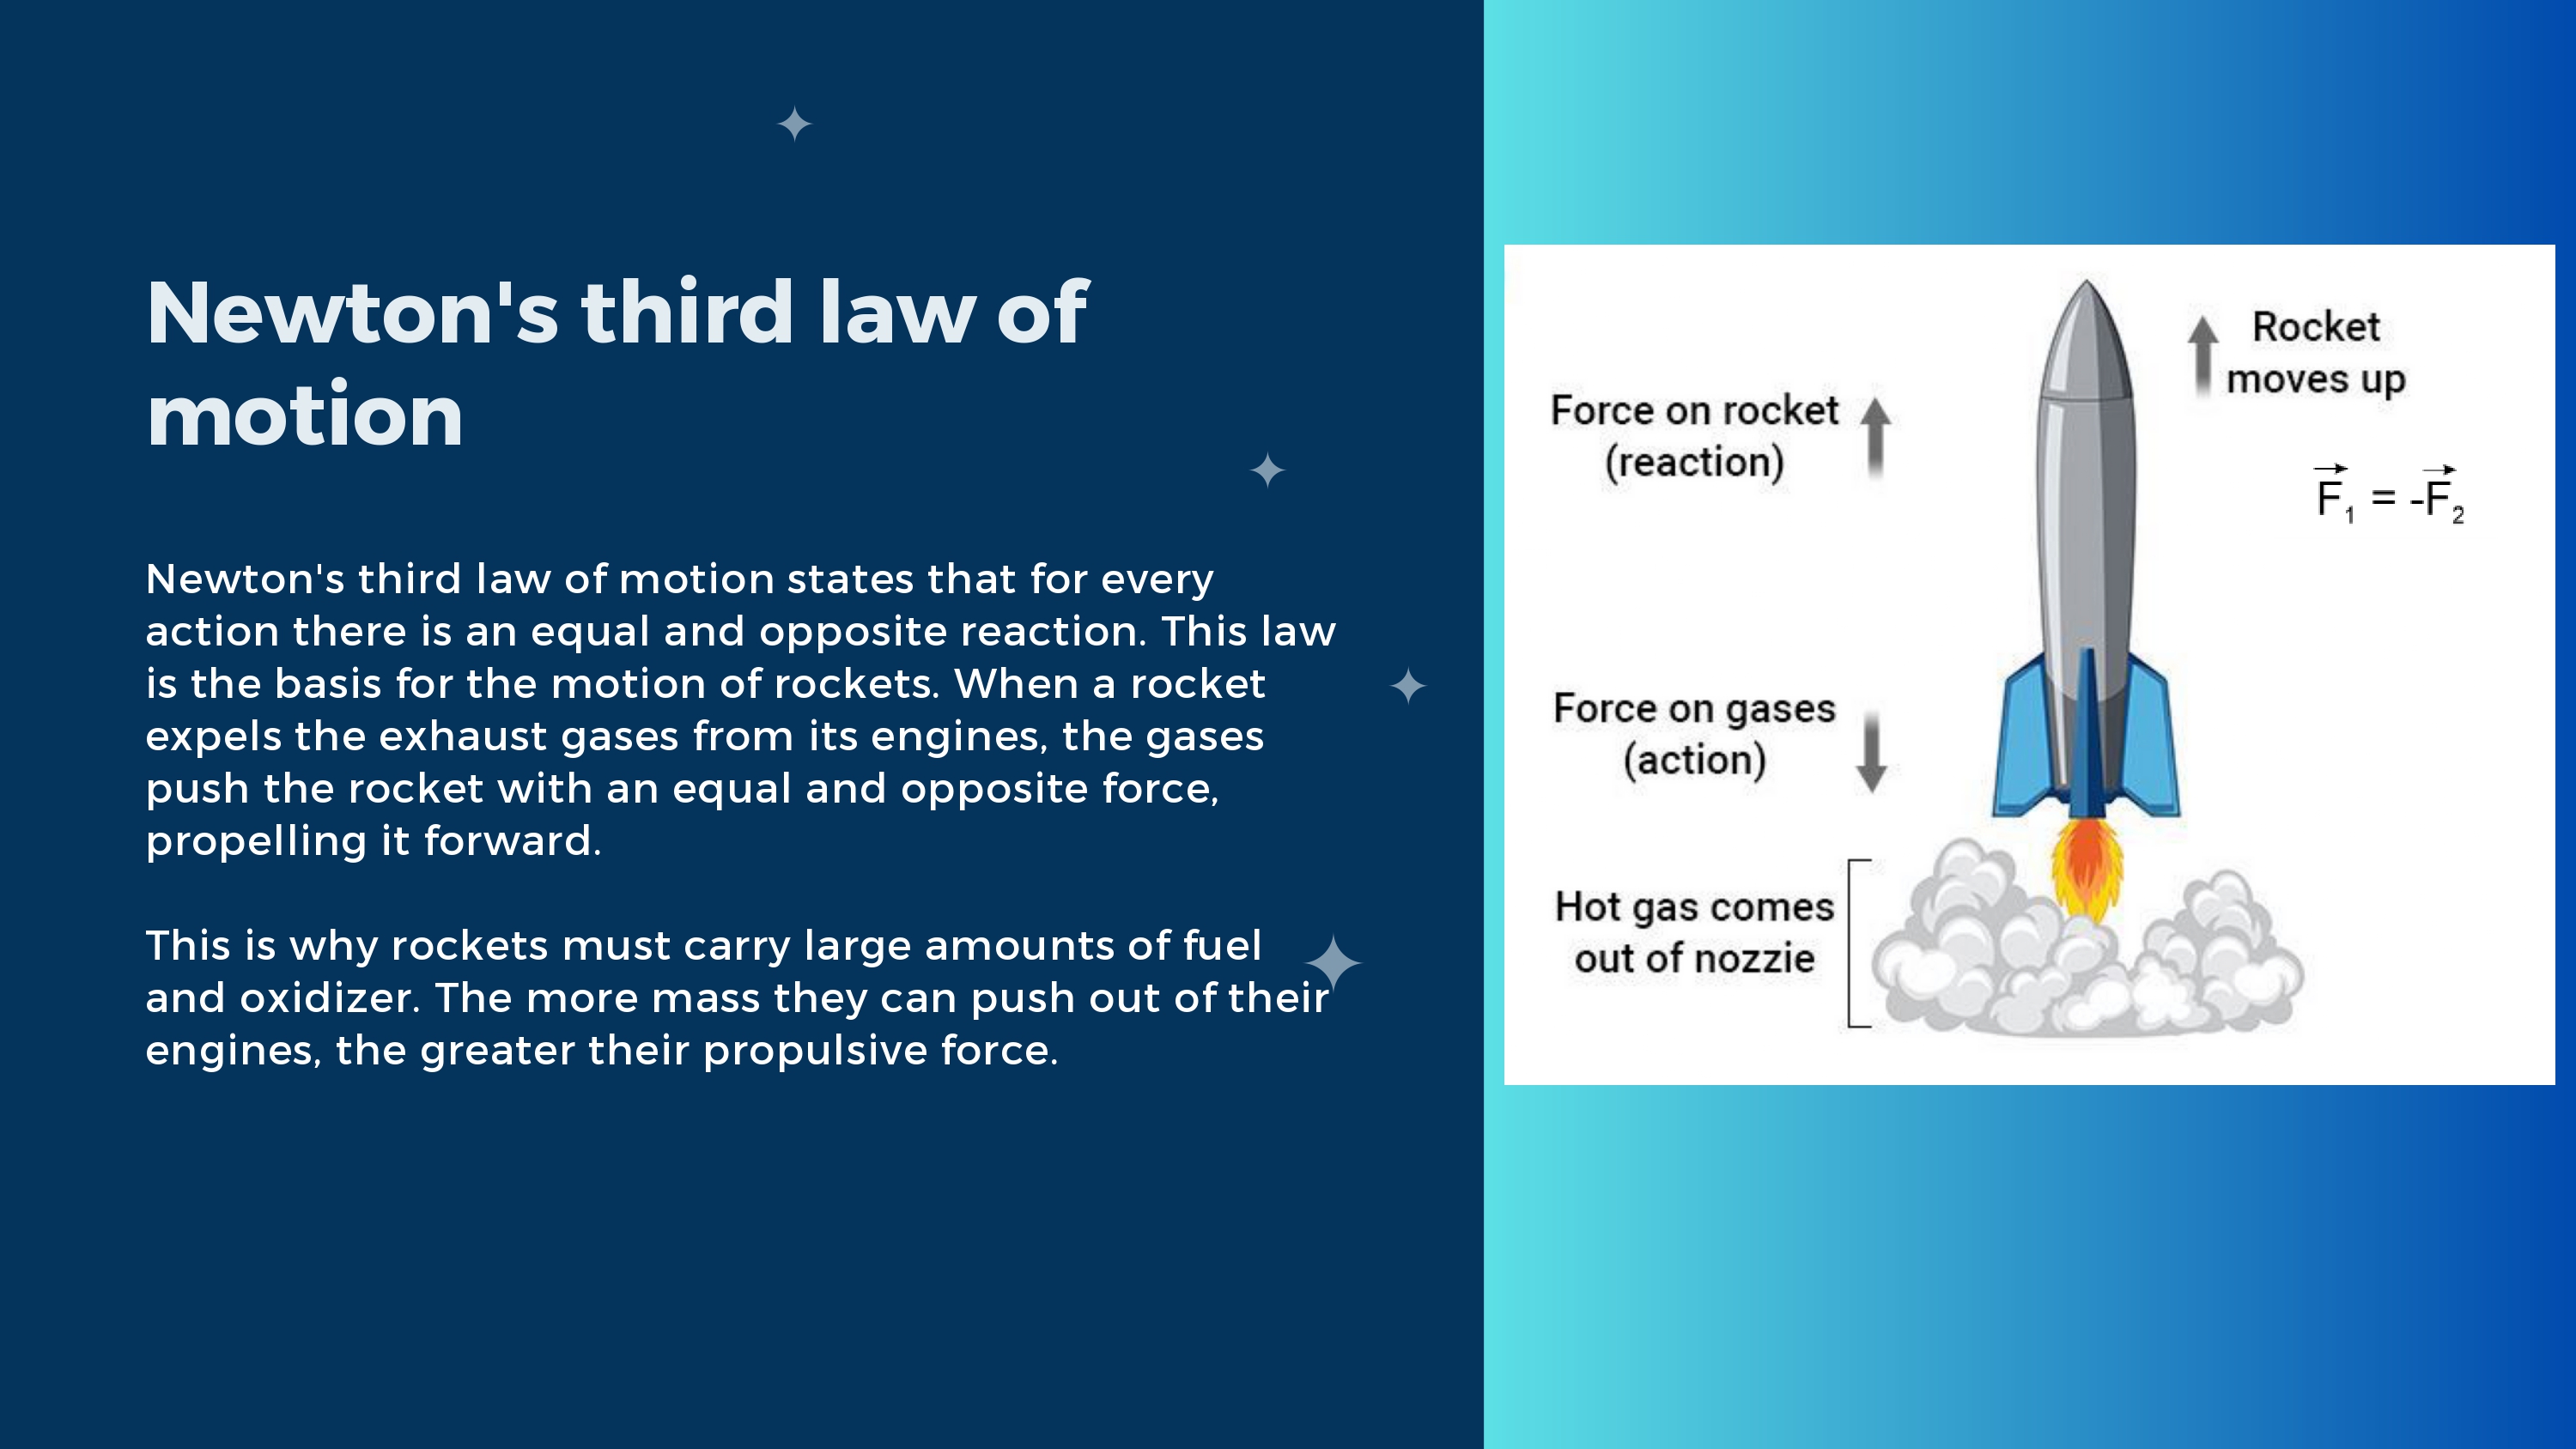 Newton's third law of
motion
Newton's third law of motion states that for every
action there is an equal and opposite reaction. This law
is the basis for the motion of rockets. When a rocket
expels the exhaust gases from its engines, the gases
push the rocket with an equal and opposite force,
propelling it forward.
This is why rockets must carry large amounts of fuel
and oxidizer. The more mass they can push out of their
engines, the greater their propulsive force.
Rocket
moves up
Force on rocket
(reaction)
F₁ = -F₂
Force on gases
(action)
Hot gas comes
out of nozzie